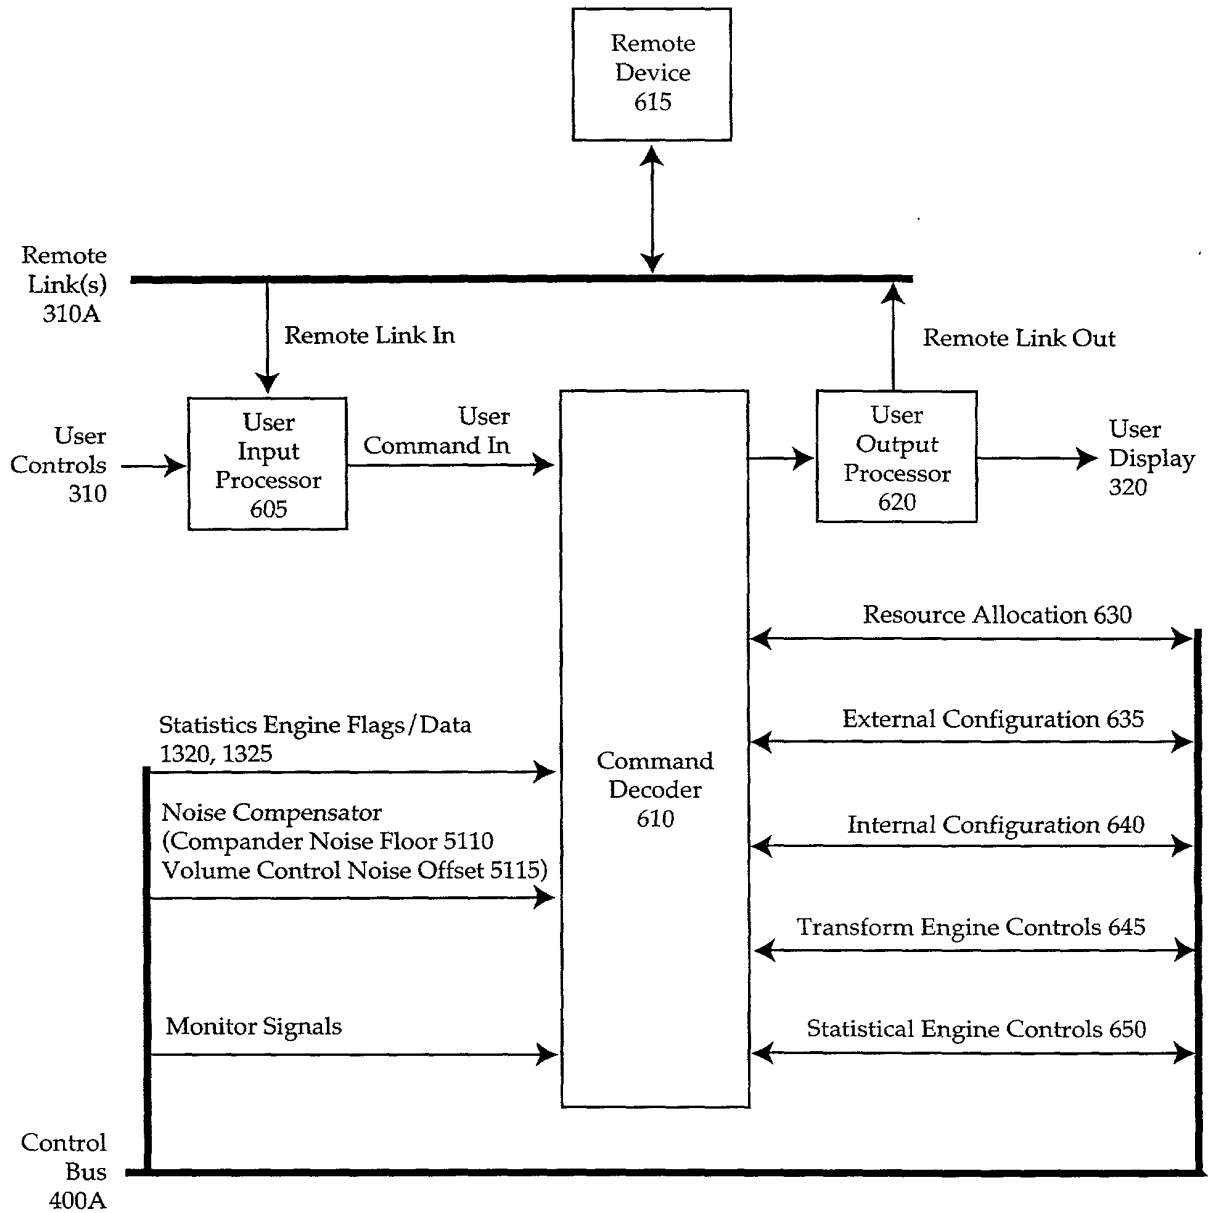 Remote
Device
615
Remote
Link(s)
310A
Remote Link In
Remote Link Out
User
Controls
310
User
Input
Processor
605
User
Command In
User
Output
Processor
620
User
Display
320
Resource Allocation 630
External Configuration 635
Internal Configuration 640
Transform Engine Controls 645
Statistical Engine Controls 650
Command
Decoder
610
Statistics Engine Flags/Data
1320, 1325
Noise Compensator
(Compander Noise Floor 5110
Volume Control Noise Offset 5115)
Monitor Signals
Control
Bus
400A